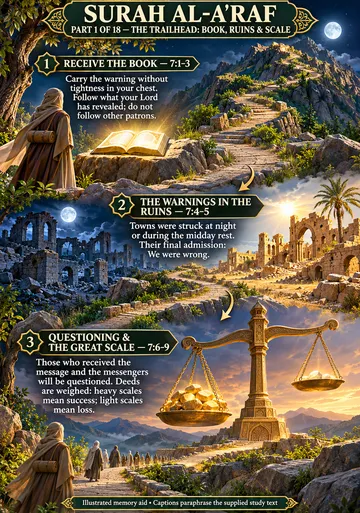 SURAH AL-A'RAF
PART 1 OF 18 — THE TRAILHEAD: BOOK, RUINS & SCALE
1 RECEIVE THE BOOK — 7:1–3
Carry the warning without
tightness in your chest.
Follow what your Lord
has revealed; do not
follow other patrons.
2 THE WARNINGS IN THE
RUINS — 7:4–5
Towns were struck at night
or during the midday rest.
Their final admission:
We were wrong.
3 QUESTIONING &
THE GREAT SCALE — 7:6–9
Those who received the
message and the messengers
will be questioned. Deeds
are weighed: heavy scales
mean success; light scales
mean loss.
Illustrated memory aid • Captions paraphrase the supplied study text